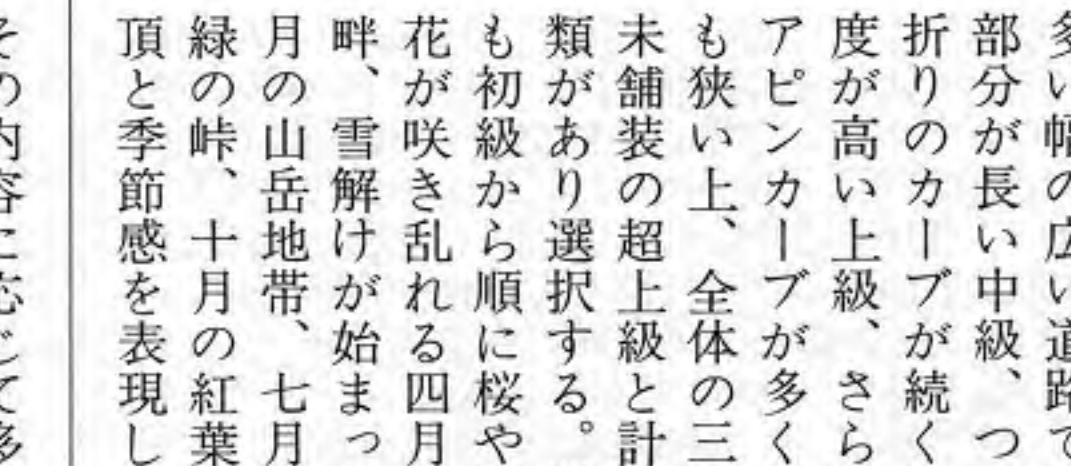 多い幅の広い道路で
部分が長い中級、つ
折りのカーブが続く
度が高い上級、さら
アピンカーブが多く
も狭い上、全体の三
未舗装の超上級と計
類があり選択する。
も初級から順に桜や
花が咲き乱れる四月
畔、雪解けが始まっ
月の山岳地帯、七月
緑の峠、十月の紅葉
頂と季節感を表現し
その内容に応じて多